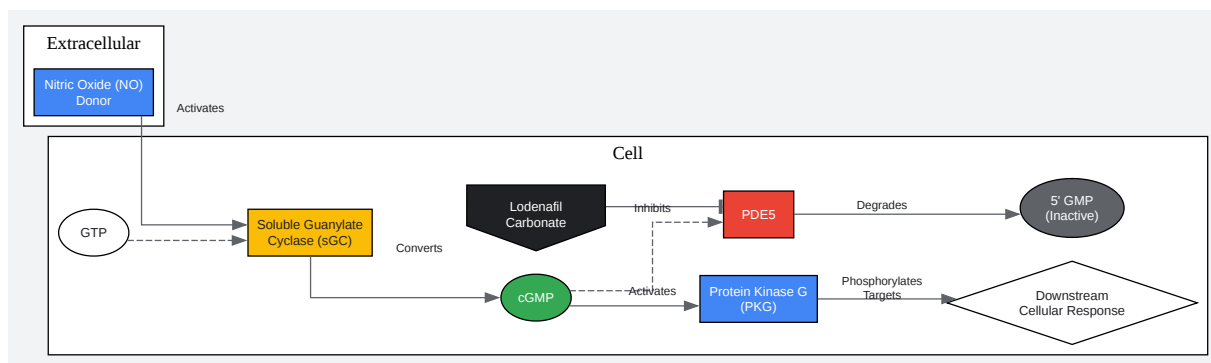 Extracellular
Nitric Oxide (NO)
Donor
Activates
Cell
GTP
Soluble Guanylate
Cyclase (sGC)
Converts
Lodenafil
Carbonate
Inhibits
PDE5
Degrades
5' GMP
(Inactive)
cGMP
Activates
Protein Kinase G
(PKG)
Phosphorylates
Targets
Downstream
Cellular Response